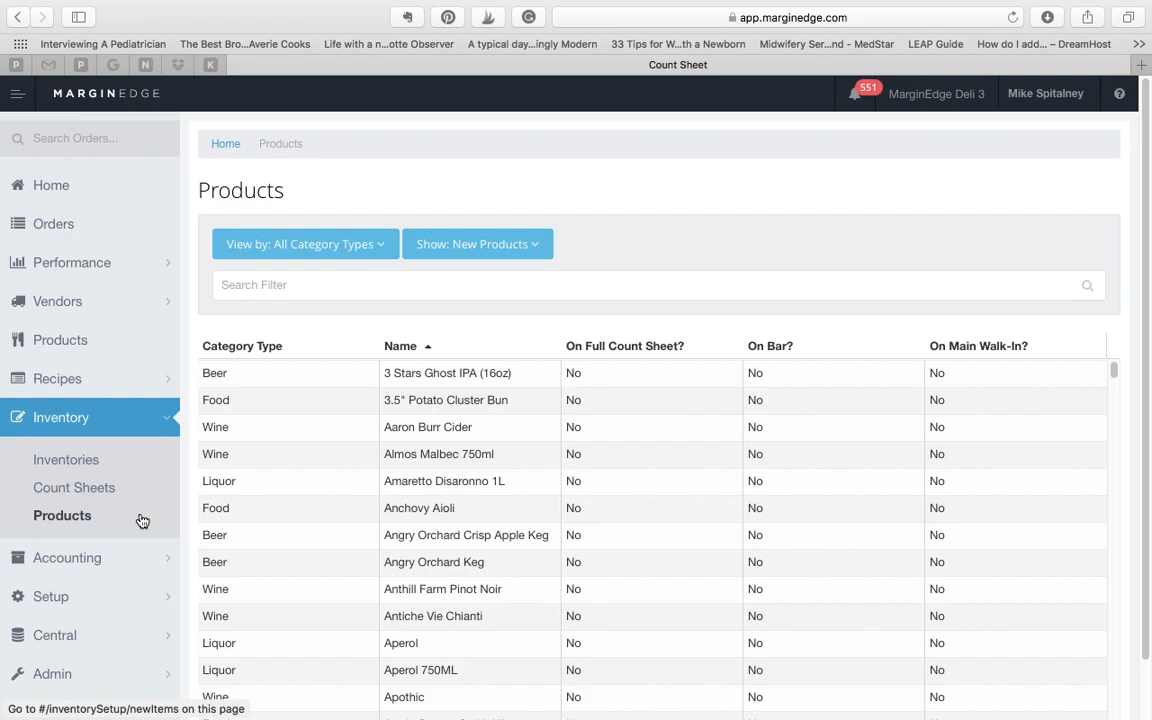 app.marginedge.com
Interviewing A Pediatrician The Best Bro...Averie Cooks Life with a n...otte Observer A typical day...ingly Modern 33 Tips for W...th a Newborn Midwifery Ser...nd - MedStar LEAP Guide How do I add... – DreamHost
Count Sheet
MARGINEDGE 551 MarginEdge Deli 3 Mike Spitalney
Search Orders...
Home
Orders
Performance
Vendors
Products
Recipes
Inventory
Inventories
Count Sheets
Products
Accounting
Setup
Central
Admin
Home / Products
Products
View by: All Category Types Show: New Products
Search Filter
Category Type Name On Full Count Sheet? On Bar? On Main Walk-In?
Beer 3 Stars Ghost IPA (16oz) No No No
Food 3.5" Potato Cluster Bun No No No
Wine Aaron Burr Cider No No No
Wine Almos Malbec 750ml No No No
Liquor Amaretto Disaronno 1L No No No
Food Anchovy Aioli No No No
Beer Angry Orchard Crisp Apple Keg No No No
Beer Angry Orchard Keg No No No
Wine Anthill Farm Pinot Noir No No No
Wine Antiche Vie Chianti No No No
Liquor Aperol No No No
Liquor Aperol 750ML No No No
Wine Apothic No No No
Go to #/inventorySetup/newItems on this page